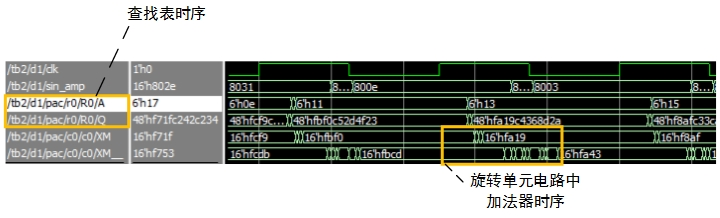 查找表时序
/tb2/d1/clk 1'h0
/tb2/d1/sin_amp 16'h802e 8031 8... 800e 8... 8003 8...
/tb2/d1/pac/r0/R0/A 6'h17 6'h0e 6'h11 6'h13 6'h15
/tb2/d1/pac/r0/R0/Q 48'hf71fc242c234 48'hfcf9c... 48'hfbf0c52d4f23 48'hfa19c4368d2a 48'hf8afc33ca
/tb2/d1/pac/c0/c0/XM 16'hf71f 16'hfcf9 16'hfbf0 16'hfa19 16'hf8af
/tb2/d1/pac/c0/c0/XM__ 16'hf753 16'hfcdb 16'hfbcd 16'hfa43
旋转单元电路中
加法器时序